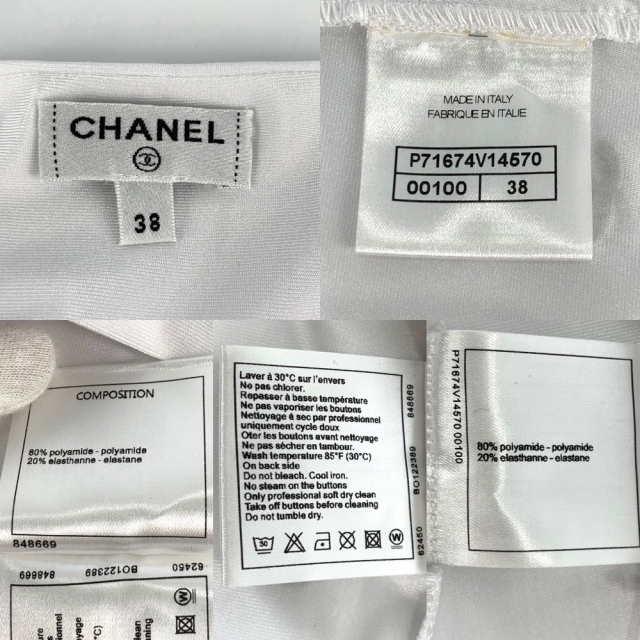 CHANEL
38
MADE IN ITALY
FABRIQUE EN ITALIE
P71674V14570
00100 38
COMPOSITION
80% polyamide - polyamide
20% elasthanne - elastane
848669
848669 BO122389 62450
Laver à 30°C sur l'envers
Ne pas chlorer.
Repasser à basse température
Ne pas vaporiser les boutons
Nettoyage à sec par professionnel
uniquement cycle doux
Oter les boutons avant nettoyage
Ne pas sécher en tambour.
Wash temperature 85°F (30°C)
On back side
Do not bleach. Cool iron.
No steam on the buttons
Only professional soft dry clean
Take off buttons before cleaning
Do not tumble dry.
30
W
848669
BO122389
62450
P71674V14570 00100
80% polyamide - polyamide
20% elasthanne - elastane